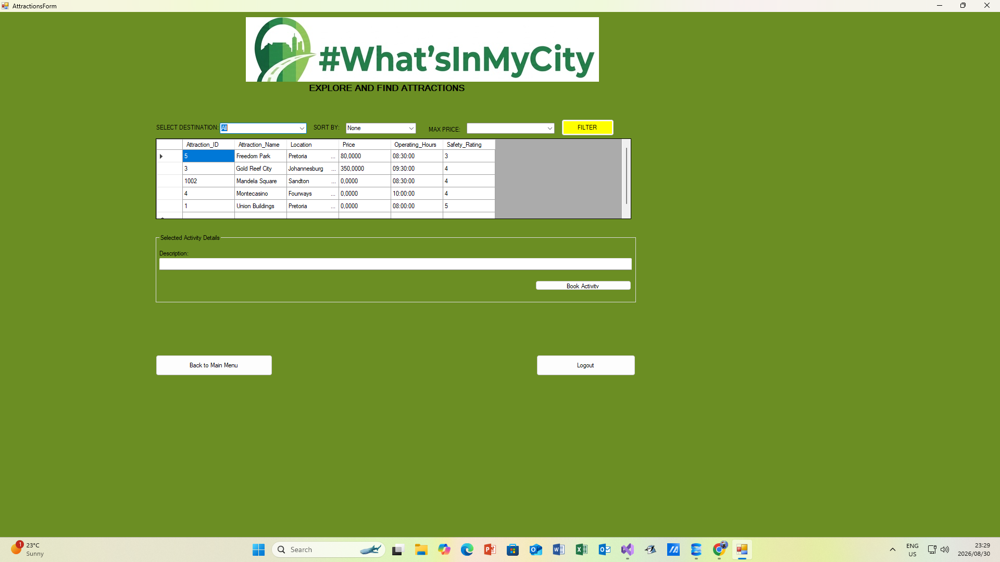 AttractionsForm
#What'sInMyCity
EXPLORE AND FIND ATTRACTIONS
SELECT DESTINATION: All SORT BY: None MAX PRICE: FILTER
Attraction_ID Attraction_Name Location Price Operating_Hours Safety_Rating
5 Freedom Park Pretoria ... 80,0000 08:30:00 3
3 Gold Reef City Johannesburg ... 350,0000 09:30:00 4
1002 Mandela Square Sandton ... 0,0000 08:30:00 4
4 Montecasino Fourways ... 0,0000 10:00:00 4
1 Union Buildings Pretoria ... 0,0000 08:00:00 5
Selected Activity Details
Description:
Book Activity
Back to Main Menu Logout
1 23°C
Sunny
Search
ENG
US
23:29
2026/08/30